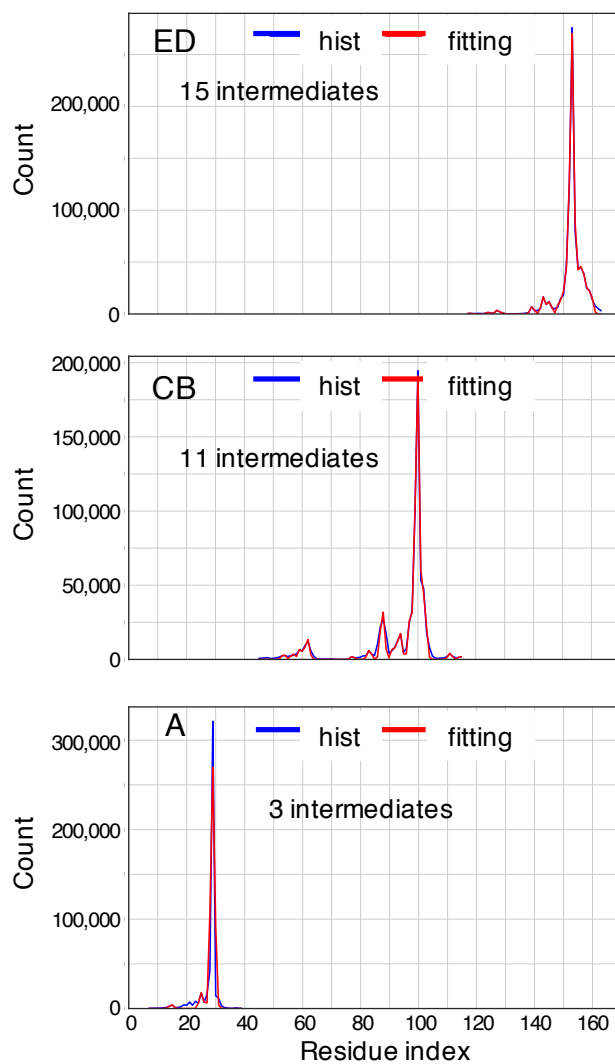 ED hist fitting
15 intermediates
200,000
100,000
0
Count
CB hist fitting
11 intermediates
200,000
150,000
100,000
50,000
0
Count
A hist fitting
3 intermediates
300,000
200,000
100,000
0
Count
0 20 40 60 80 100 120 140 160
Residue index